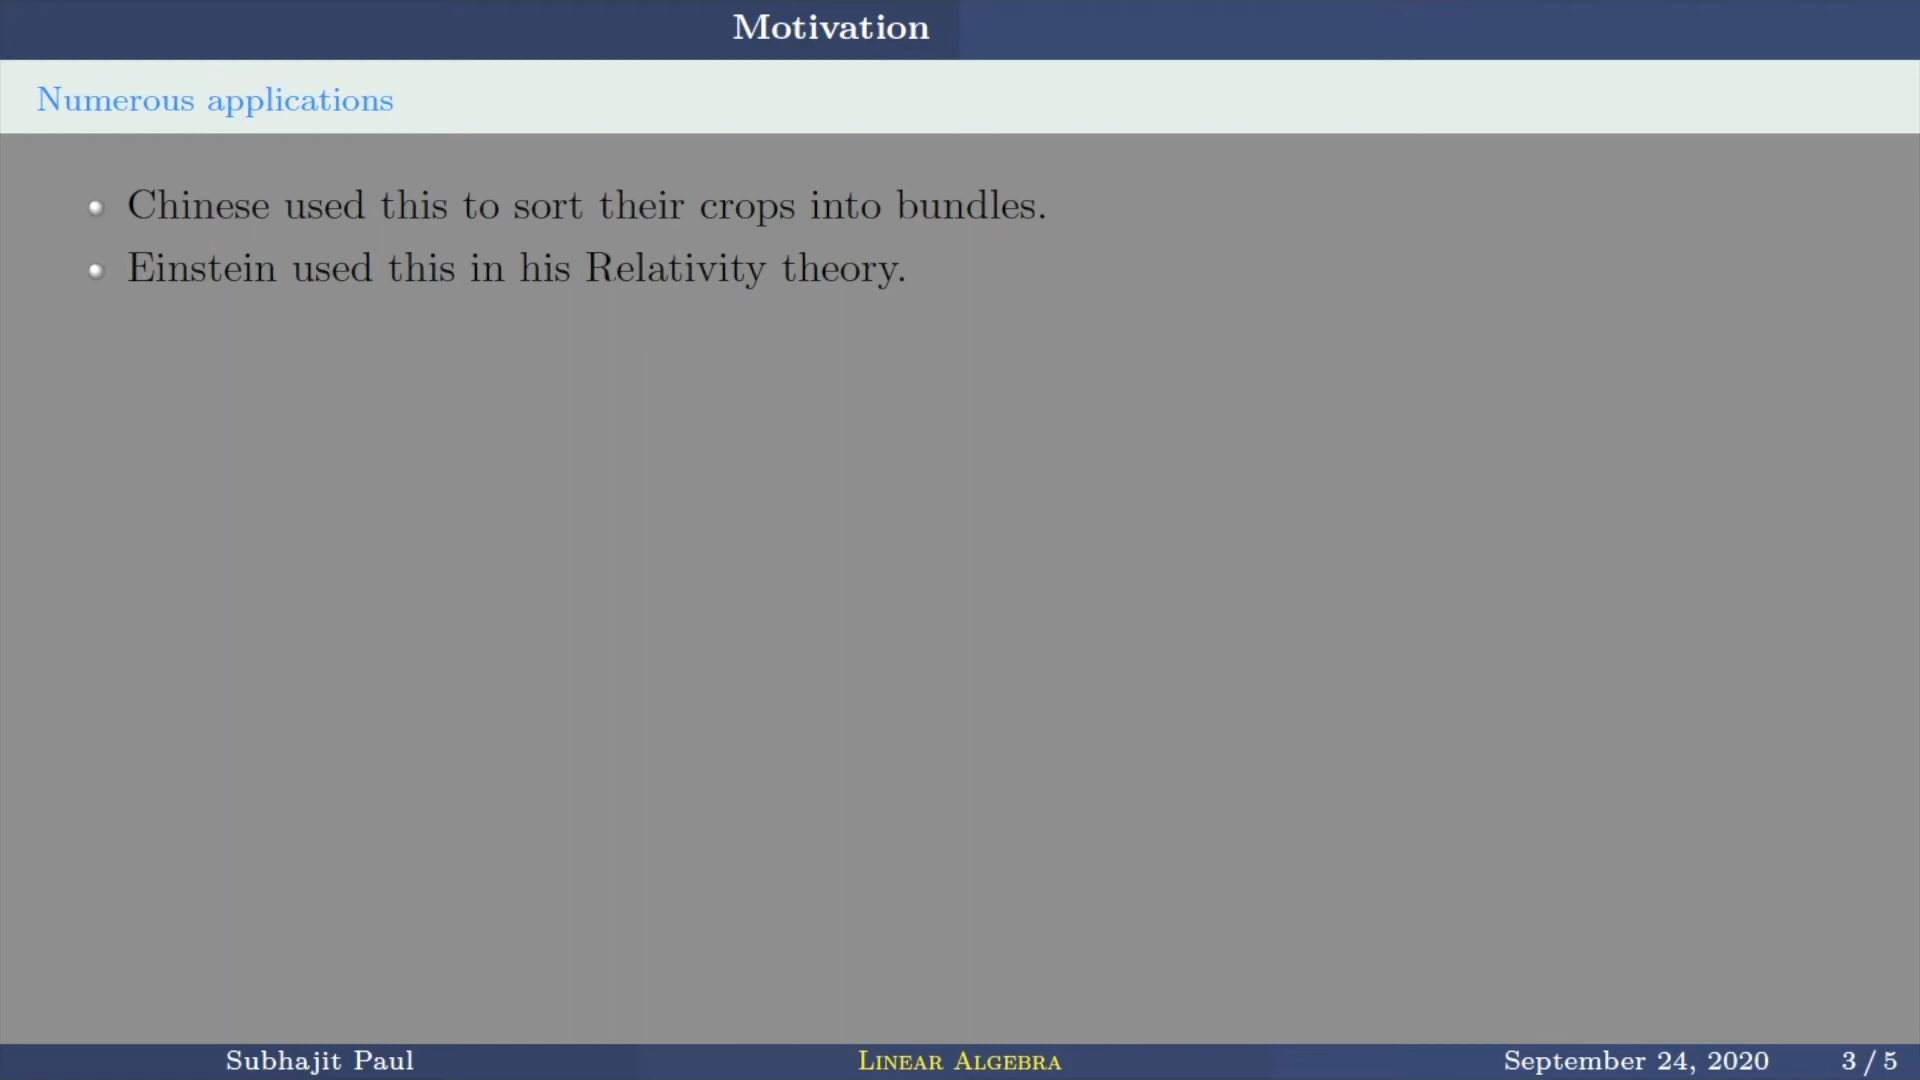 Motivation
Numerous applications
Chinese used this to sort their crops into bundles.
Einstein used this in his Relativity theory.
Subhajit Paul LINEAR ALGEBRA September 24, 2020 3 / 5